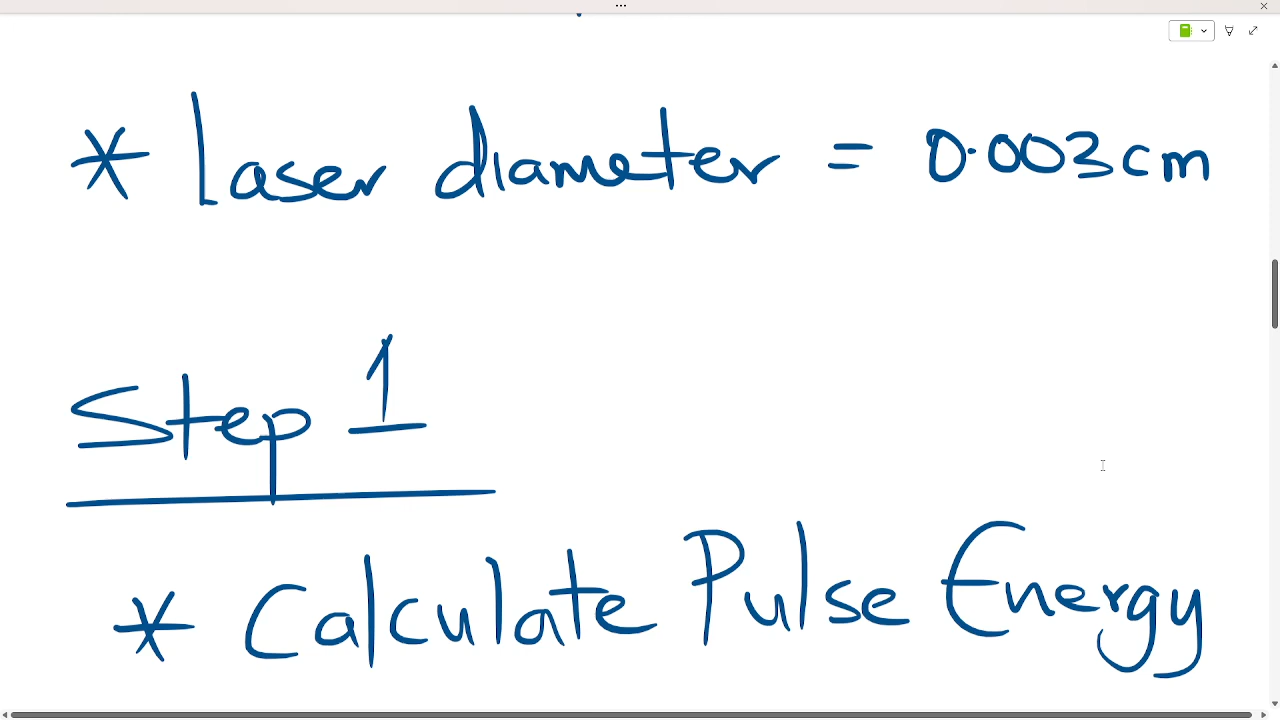 * Laser diameter = 0.003cm
Step 1
* Calculate Pulse Energy